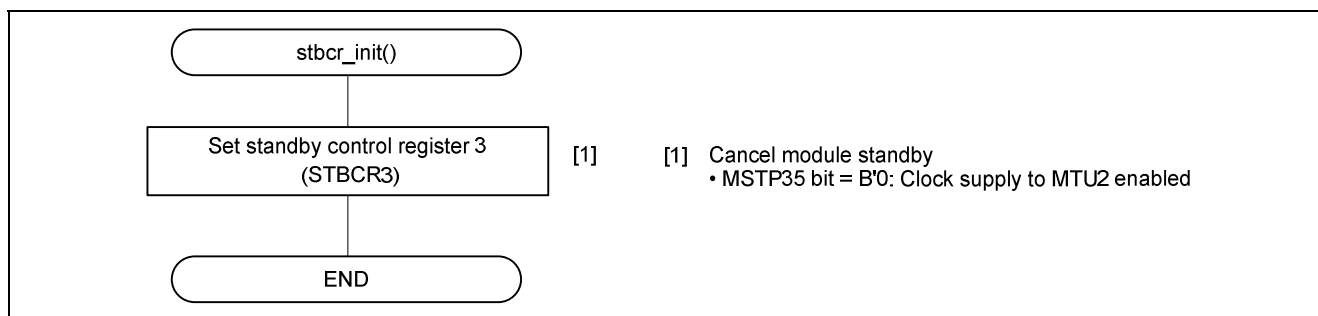 stbcr_init()
Set standby control register 3
(STBCR3)
[1]
[1] Cancel module standby
• MSTP35 bit = B'0: Clock supply to MTU2 enabled
END